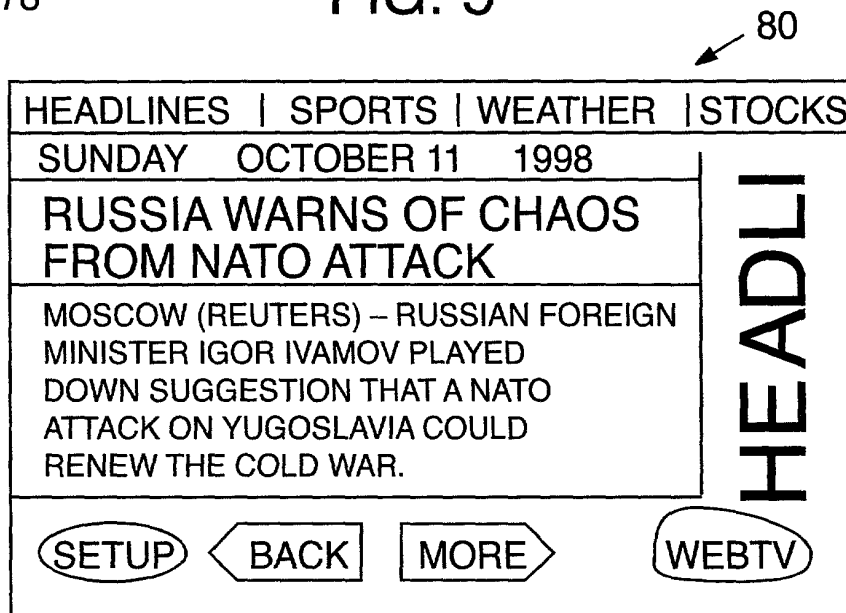 FIG. 5
80
HEADLINES | SPORTS | WEATHER | STOCKS
SUNDAY OCTOBER 11 1998
RUSSIA WARNS OF CHAOS
FROM NATO ATTACK
MOSCOW (REUTERS) – RUSSIAN FOREIGN
MINISTER IGOR IVAMOV PLAYED
DOWN SUGGESTION THAT A NATO
ATTACK ON YUGOSLAVIA COULD
RENEW THE COLD WAR.
HEADLI
SETUP BACK MORE WEBTV